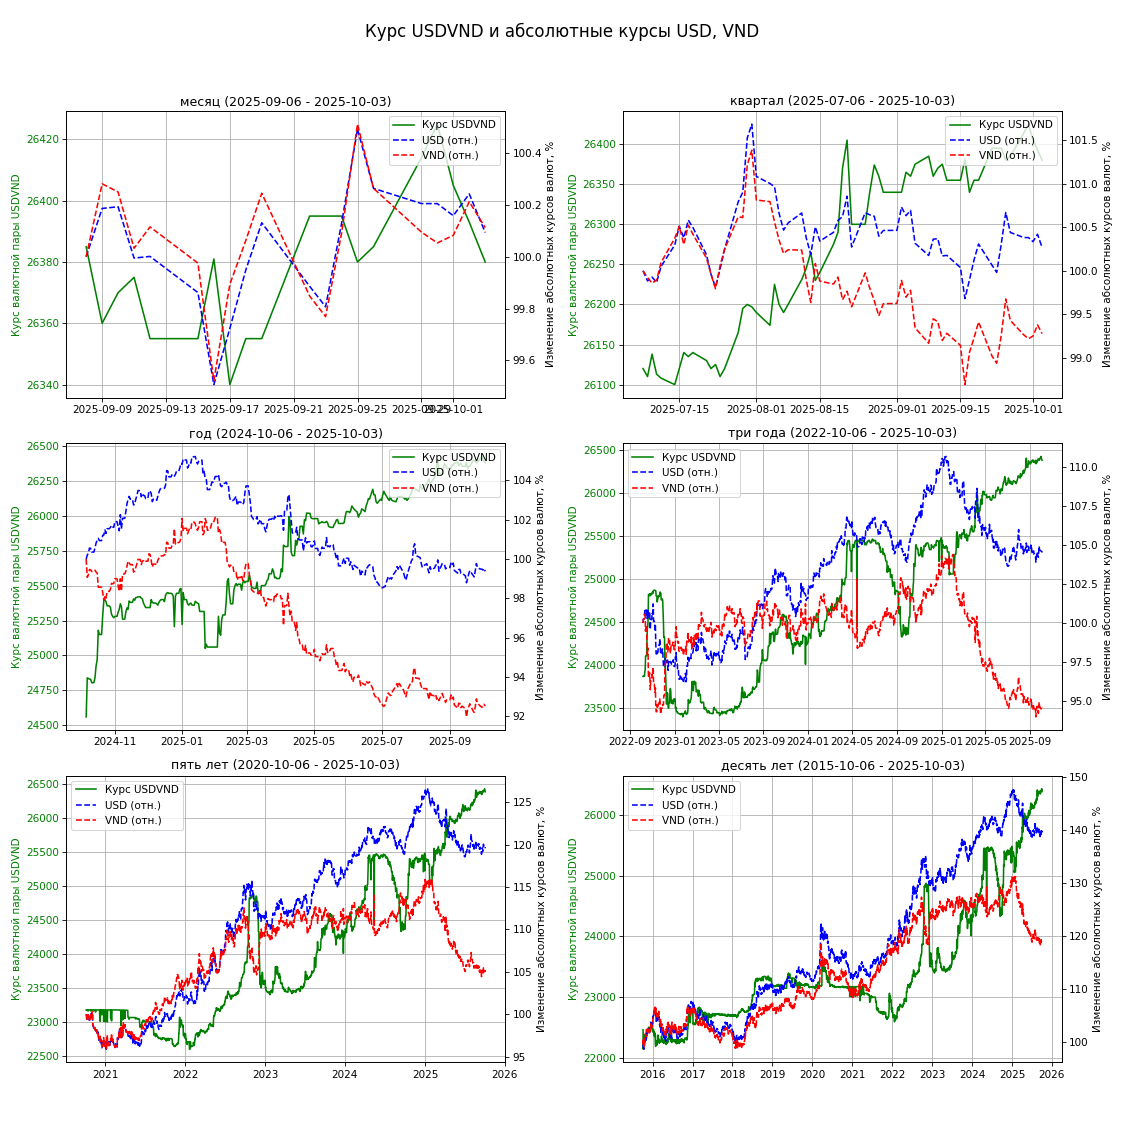 Курс USDVND и абсолютные курсы USD, VND
месяц (2025-09-06 - 2025-10-03)
Курс валютной пары USDVND
26420
26400
26380
26360
26340
Курс USDVND
USD (отн.)
VND (отн.)
100.4
100.2
100.0
99.8
99.6
Изменение абсолютных курсов валют, %
2025-09-09 2025-09-13 2025-09-17 2025-09-21 2025-09-25 2025-09-29 2025-10-01
квартал (2025-07-06 - 2025-10-03)
Курс валютной пары USDVND
26400
26350
26300
26250
26200
26150
26100
Курс USDVND
USD (отн.)
VND (отн.)
101.5
101.0
100.5
100.0
99.5
99.0
Изменение абсолютных курсов валют, %
2025-07-15 2025-08-01 2025-08-15 2025-09-01 2025-09-15 2025-10-01
год (2024-10-06 - 2025-10-03)
Курс валютной пары USDVND
26500
26250
26000
25750
25500
25250
25000
24750
24500
Курс USDVND
USD (отн.)
VND (отн.)
104
102
100
98
96
94
92
Изменение абсолютных курсов валют, %
2024-11 2025-01 2025-03 2025-05 2025-07 2025-09
три года (2022-10-06 - 2025-10-03)
Курс валютной пары USDVND
26500
26000
25500
25000
24500
24000
23500
Курс USDVND
USD (отн.)
VND (отн.)
110.0
107.5
105.0
102.5
100.0
97.5
95.0
Изменение абсолютных курсов валют, %
2022-09 2023-01 2023-05 2023-09 2024-01 2024-05 2024-09 2025-01 2025-05 2025-09
пять лет (2020-10-06 - 2025-10-03)
Курс валютной пары USDVND
26500
26000
25500
25000
24500
24000
23500
23000
22500
Курс USDVND
USD (отн.)
VND (отн.)
125
120
115
110
105
100
95
Изменение абсолютных курсов валют, %
2021 2022 2023 2024 2025 2026
десять лет (2015-10-06 - 2025-10-03)
Курс валютной пары USDVND
26000
25000
24000
23000
22000
Курс USDVND
USD (отн.)
VND (отн.)
150
140
130
120
110
100
Изменение абсолютных курсов валют, %
2016 2017 2018 2019 2020 2021 2022 2023 2024 2025 2026